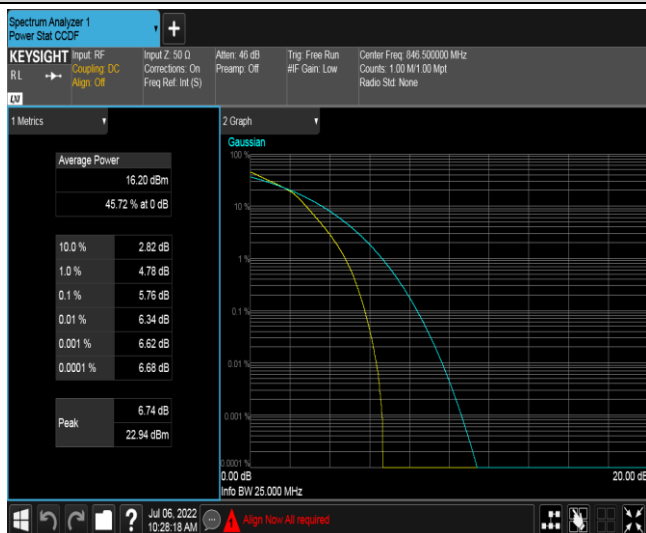 Spectrum Analyzer 1
Power Stat CCDF
KEYSIGHT
RL
LXI
Input: RF
Coupling: DC
Align: Off
Input Z: 50 Ω
Corrections: On
Freq Ref: Int (S)
Atten: 46 dB
Preamp: Off
Trig: Free Run
#IF Gain: Low
Center Freq: 846.500000 MHz
Counts: 1.00 M/1.00 Mpt
Radio Std: None
1 Metrics
Average Power
16.20 dBm
45.72 % at 0 dB
10.0 % 2.82 dB
1.0 % 4.78 dB
0.1 % 5.76 dB
0.01 % 6.34 dB
0.001 % 6.62 dB
0.0001 % 6.68 dB
Peak
6.74 dB
22.94 dBm
2 Graph
Gaussian
100 %
10 %
1 %
0.1 %
0.01 %
0.001 %
0.0001 %
0.00 dB 20.00 dB
Info BW 25.000 MHz
Jul 06, 2022
10:28:18 AM
Align Now All required